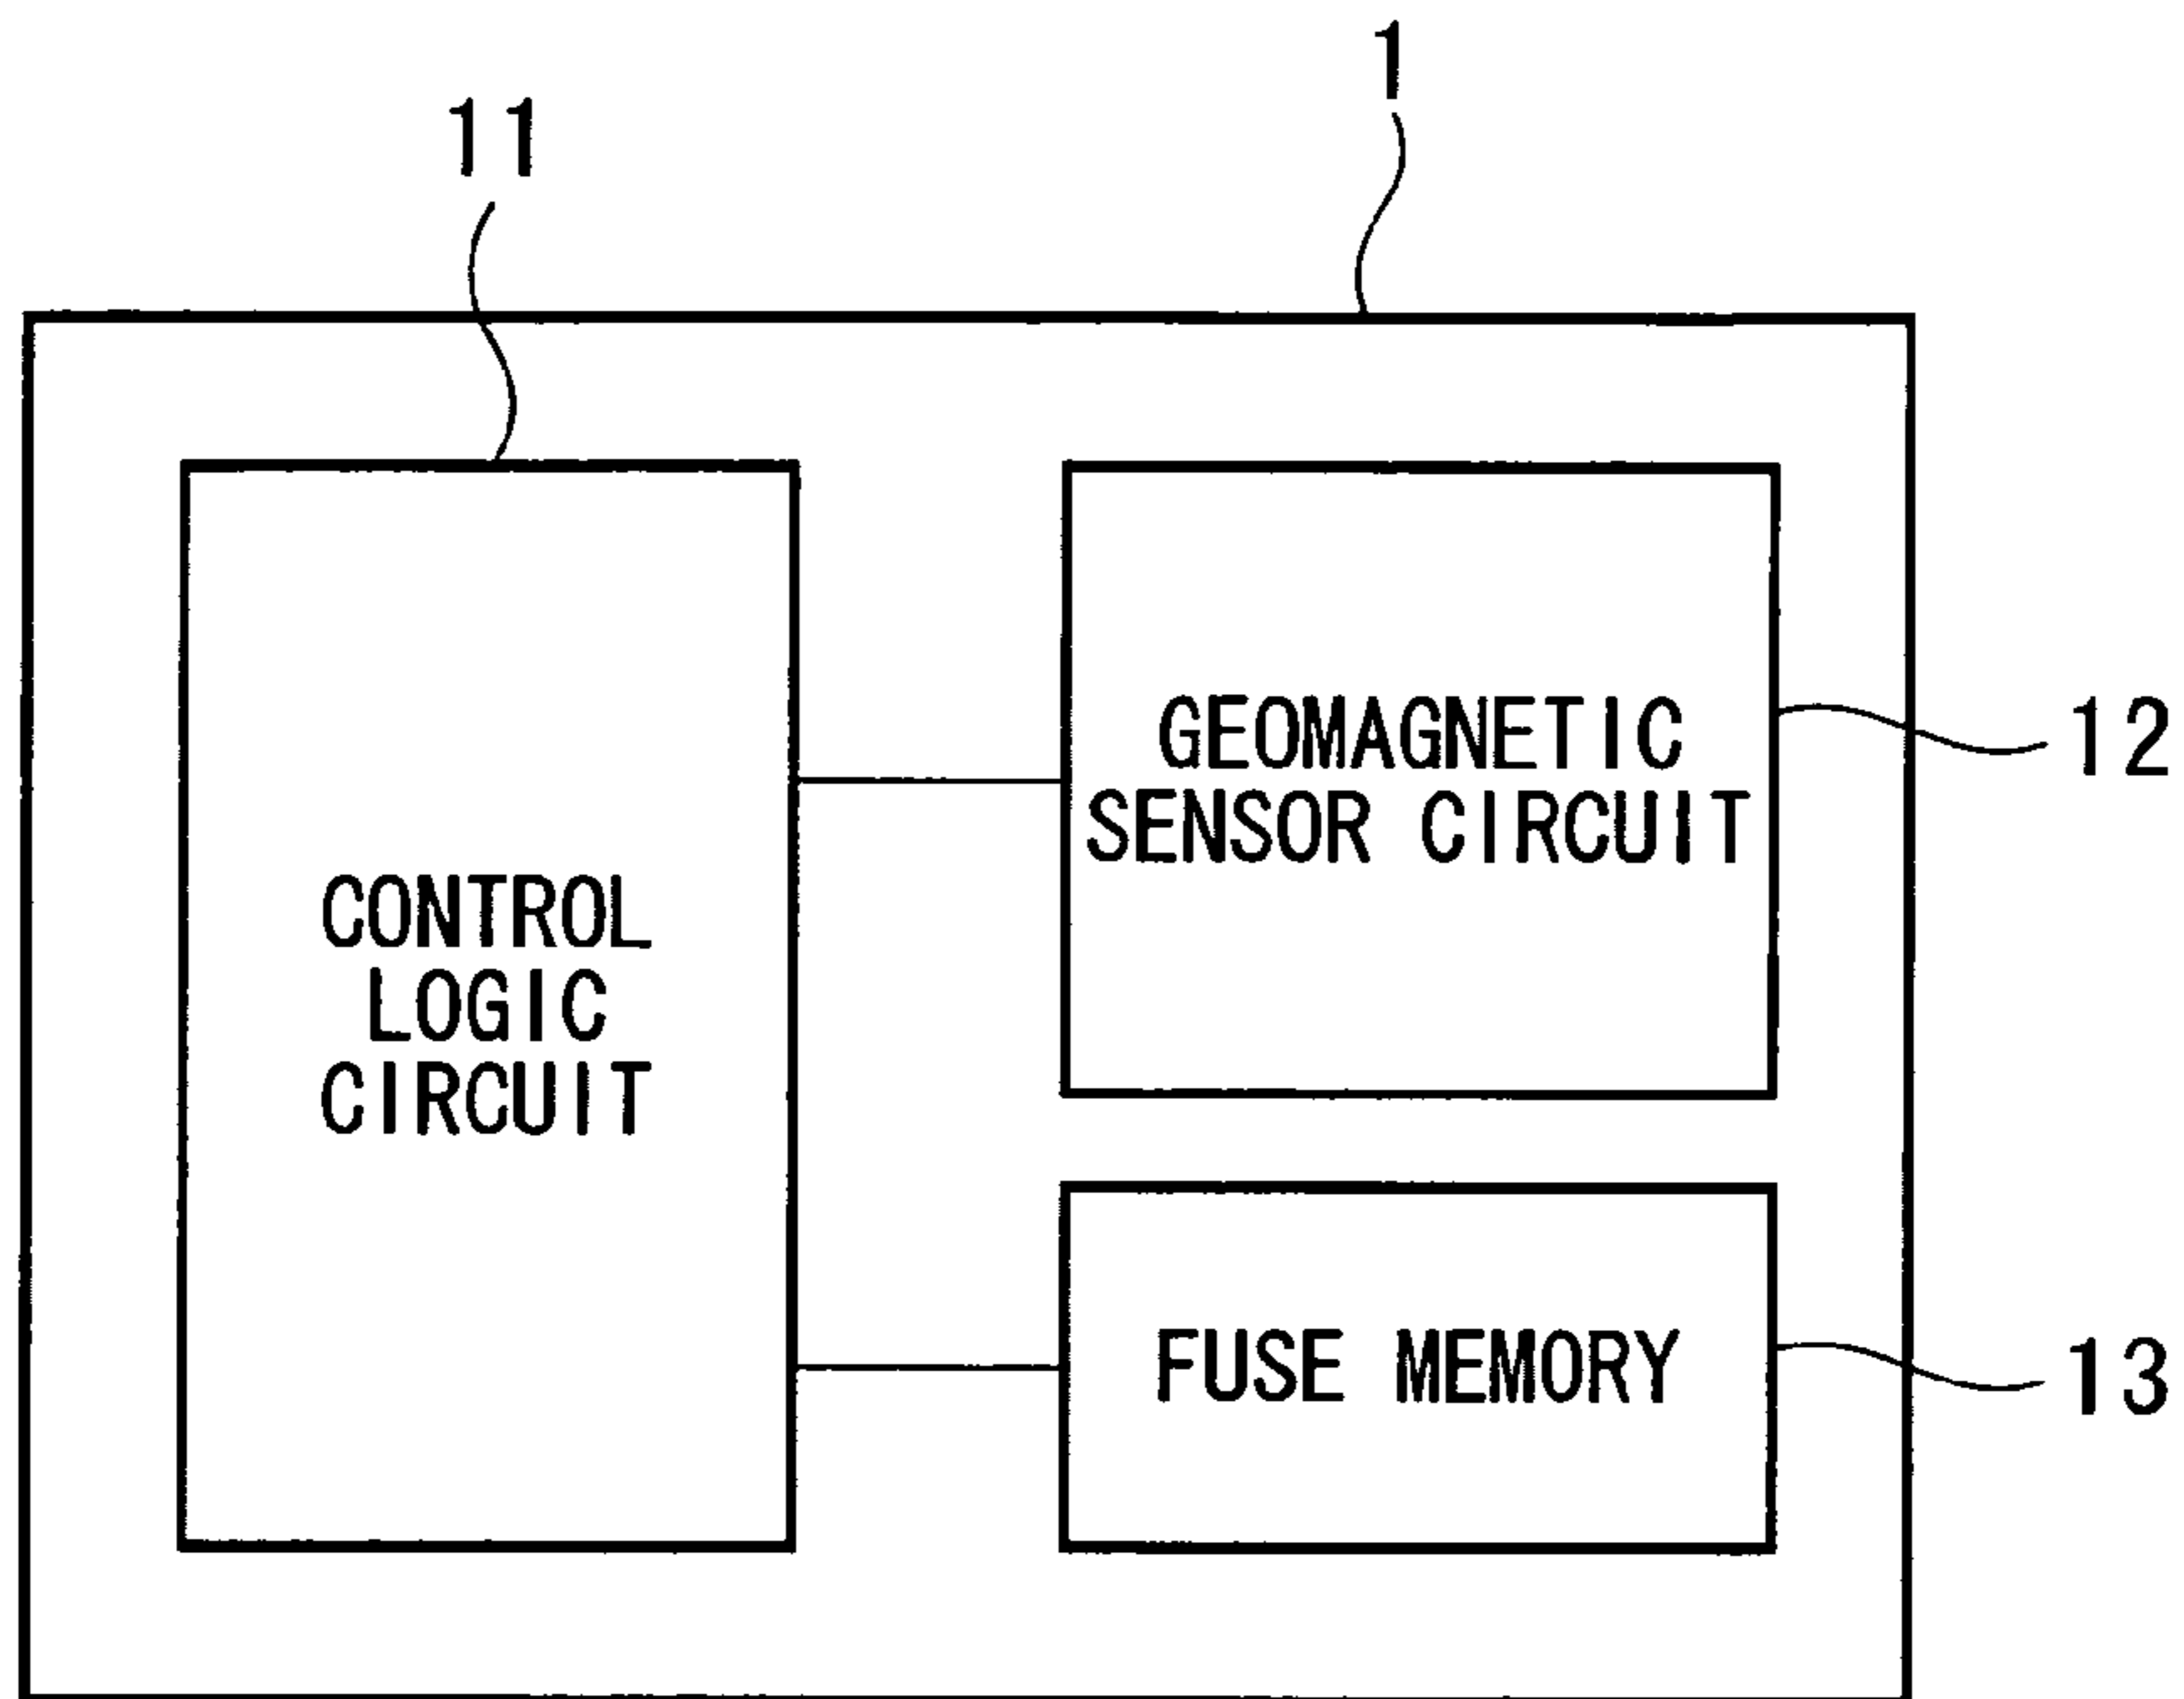 1
11
GEOMAGNETIC
SENSOR CIRCUIT
12
CONTROL
LOGIC
CIRCUIT
FUSE MEMORY
13